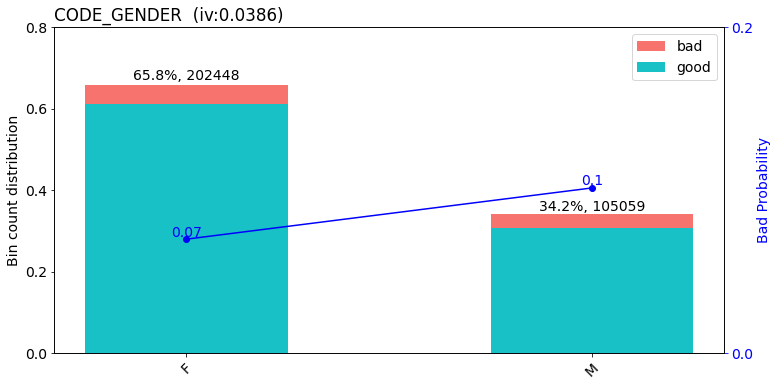 CODE_GENDER  (iv:0.0386)
0.8
0.6
0.4
0.2
0.0
Bin count distribution
65.8%, 202448
34.2%, 105059
0.07
0.1
bad
good
0.2
0.0
Bad Probability
F
M